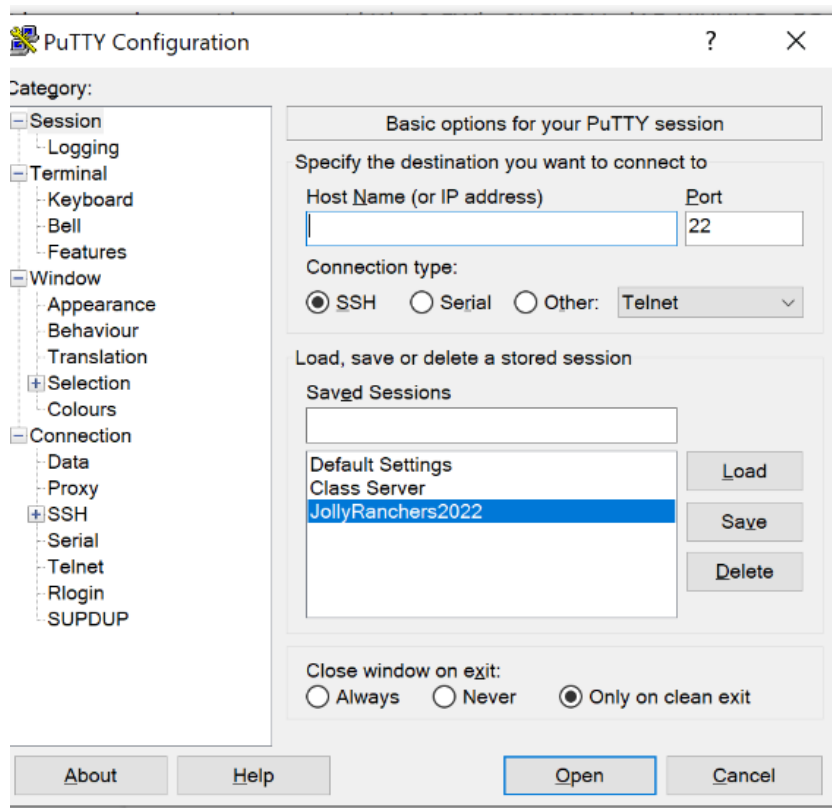 PuTTY Configuration
?
Category:
Session
Logging
Terminal
Keyboard
Bell
Features
Window
Appearance
Behaviour
Translation
Selection
Colours
Connection
Data
Proxy
SSH
Serial
Telnet
Rlogin
SUPDUP
Basic options for your PuTTY session
Specify the destination you want to connect to
Host Name (or IP address) Port
22
Connection type:
SSH Serial Other: Telnet
Load, save or delete a stored session
Saved Sessions
Default Settings
Class Server
JollyRanchers2022
Load
Save
Delete
Close window on exit:
Always Never Only on clean exit
About Help Open Cancel